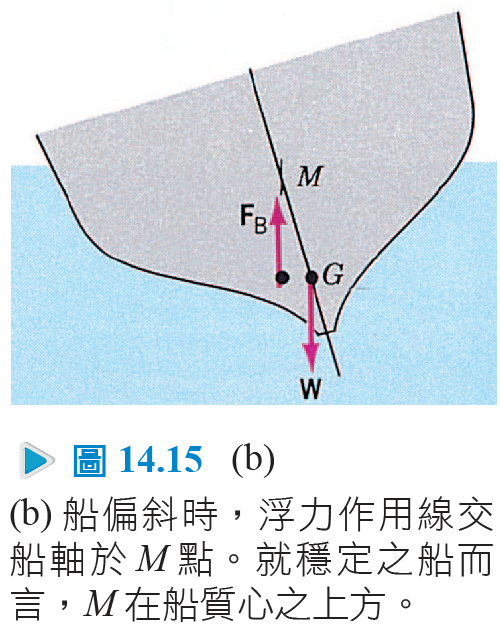 M
F_B
G
W
圖 14.15 (b)
(b) 船偏斜時，浮力作用線交
船軸於 M 點。就穩定之船而
言，M 在船質心之上方。